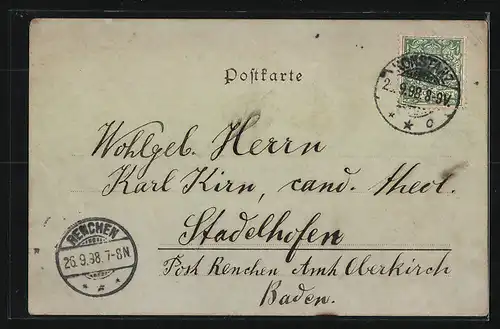 Postkarte
KONSTANZ
9.98.8-9V.
* * c
Wohlgeb. Herrn
Karl Kirn, cand. theol.
Stadelhofen
Post Renchen Amt Oberkirch
Baden.
RENCHEN
26.9.98.7-8N
* * *